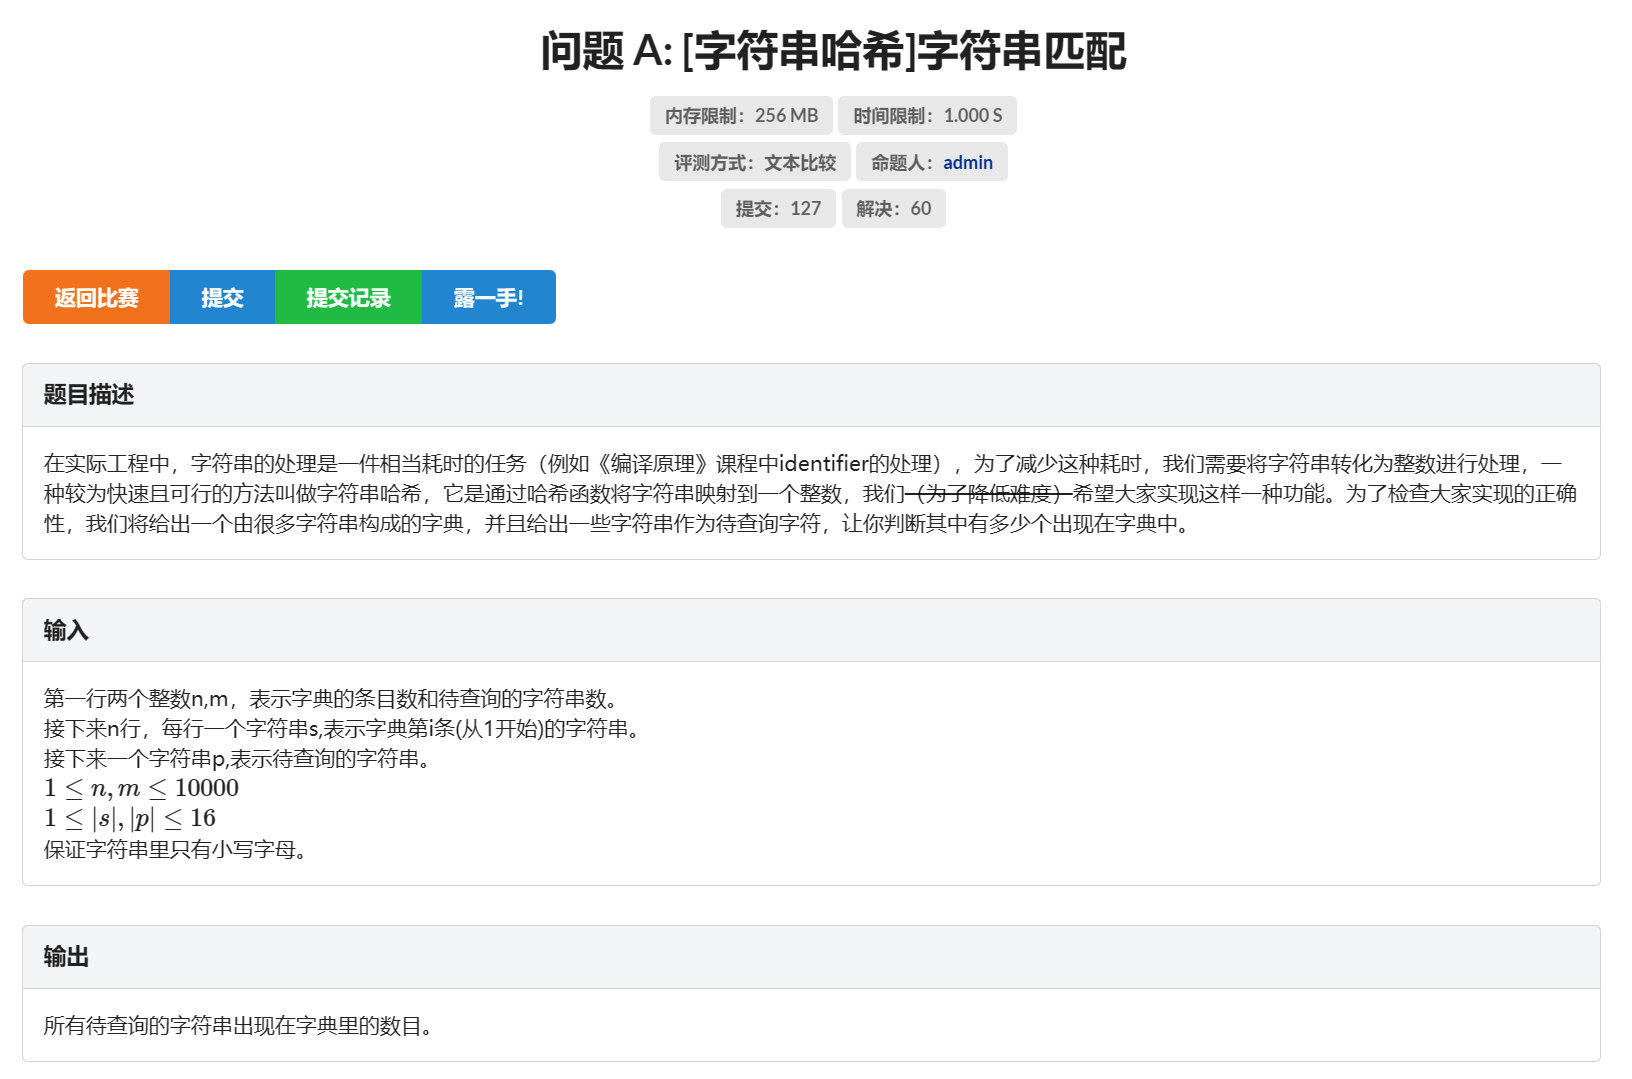 问题 A: [字符串哈希]字符串匹配
内存限制：256 MB 时间限制：1.000 S
评测方式：文本比较 命题人：admin
提交：127 解决：60
返回比赛 提交 提交记录 露一手!
题目描述
在实际工程中，字符串的处理是一件相当耗时的任务（例如《编译原理》课程中identifier的处理），为了减少这种耗时，我们需要将字符串转化为整数进行处理，一
种较为快速且可行的方法叫做字符串哈希，它是通过哈希函数将字符串映射到一个整数，我们（为了降低难度）希望大家实现这样一种功能。为了检查大家实现的正确
性，我们将给出一个由很多字符串构成的字典，并且给出一些字符串作为待查询字符，让你判断其中有多少个出现在字典中。
输入
第一行两个整数n,m，表示字典的条目数和待查询的字符串数。
接下来n行，每行一个字符串s,表示字典第i条(从1开始)的字符串。
接下来一个字符串p,表示待查询的字符串。
1 ≤ n, m ≤ 10000
1 ≤ |s|, |p| ≤ 16
保证字符串里只有小写字母。
输出
所有待查询的字符串出现在字典里的数目。